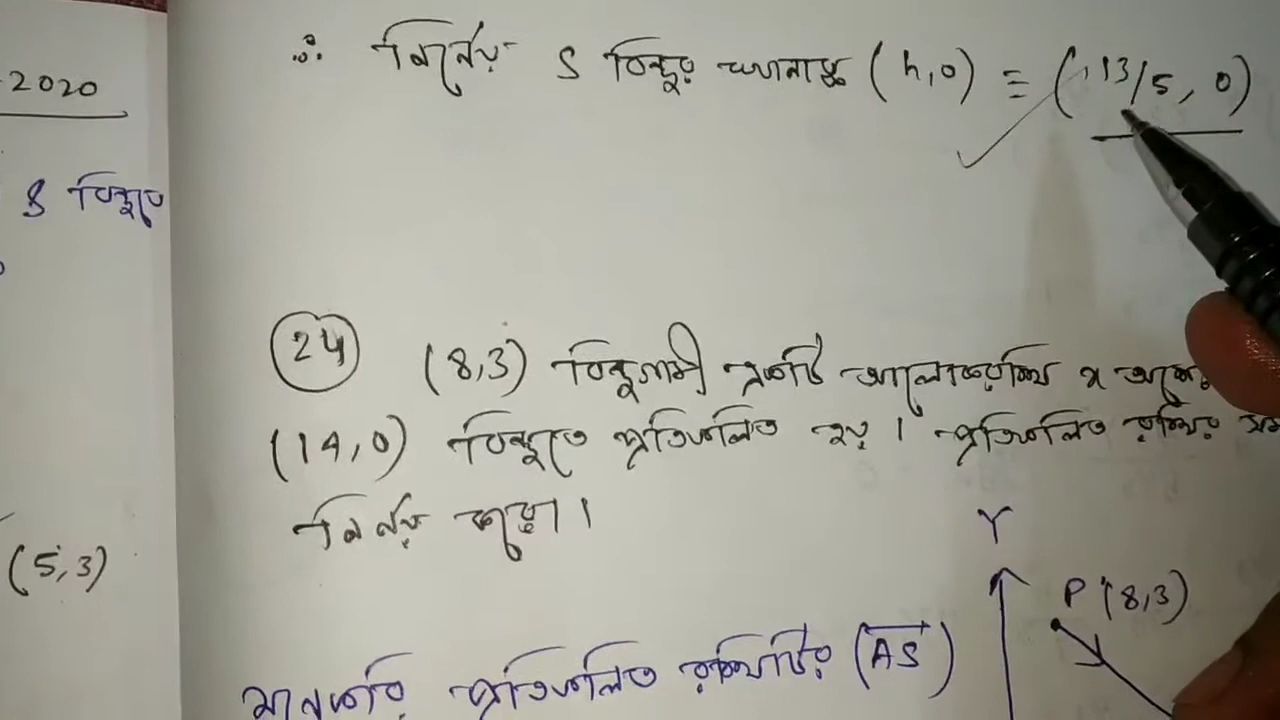 -2020
S বিন্দুতে
(5,3)
∴ নির্ণেয় S বিন্দুর স্থানাঙ্ক (h,0) ≡ (13/5, 0)
24 (8,3) বিন্দুগামী একটি আলোকরশ্মি x অক্ষের
(14,0) বিন্দুতে প্রতিফলিত হয়। প্রতিফলিত রশ্মির
নির্ণয় করো।
Y
P (8,3)
মনেকরি প্রতিফলিত রশ্মিটির (AS)